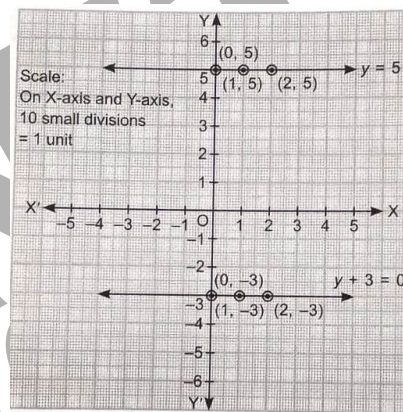 Y
6
(0, 5)
y = 5
5
(1, 5) (2, 5)
Scale:
On X-axis and Y-axis,
10 small divisions
= 1 unit
4
3
2
1
X′ –5 –4 –3 –2 –1 O 1 2 3 4 5 X
–1
–2
(0, –3)
y + 3 = 0
–3
(1, –3) (2, –3)
–4
–5
–6
Y′